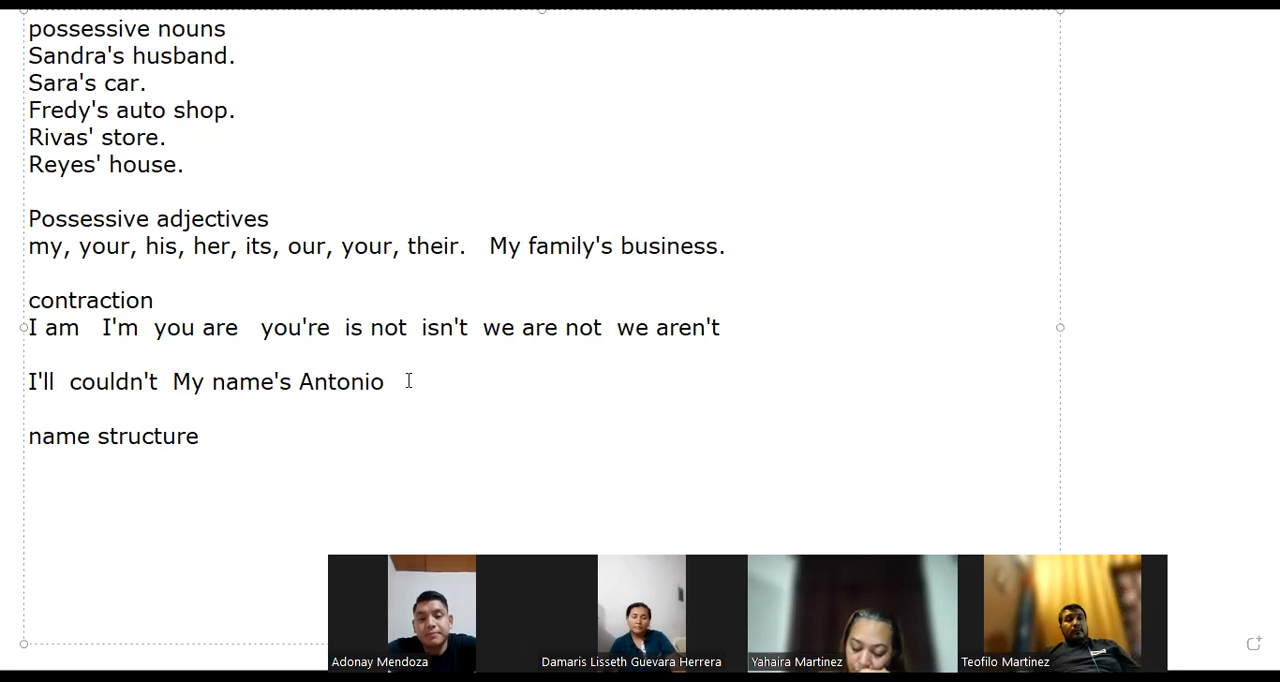 possessive nouns
Sandra's husband.
Sara's car.
Fredy's auto shop.
Rivas' store.
Reyes' house.
Possessive adjectives
my, your, his, her, its, our, your, their.   My family's business.
contraction
I am   I'm  you are   you're  is not  isn't  we are not  we aren't
I'll  couldn't  My name's Antonio
name structure
Adonay Mendoza
Damaris Lisseth Guevara Herrera
Yahaira Martinez
Teofilo Martinez